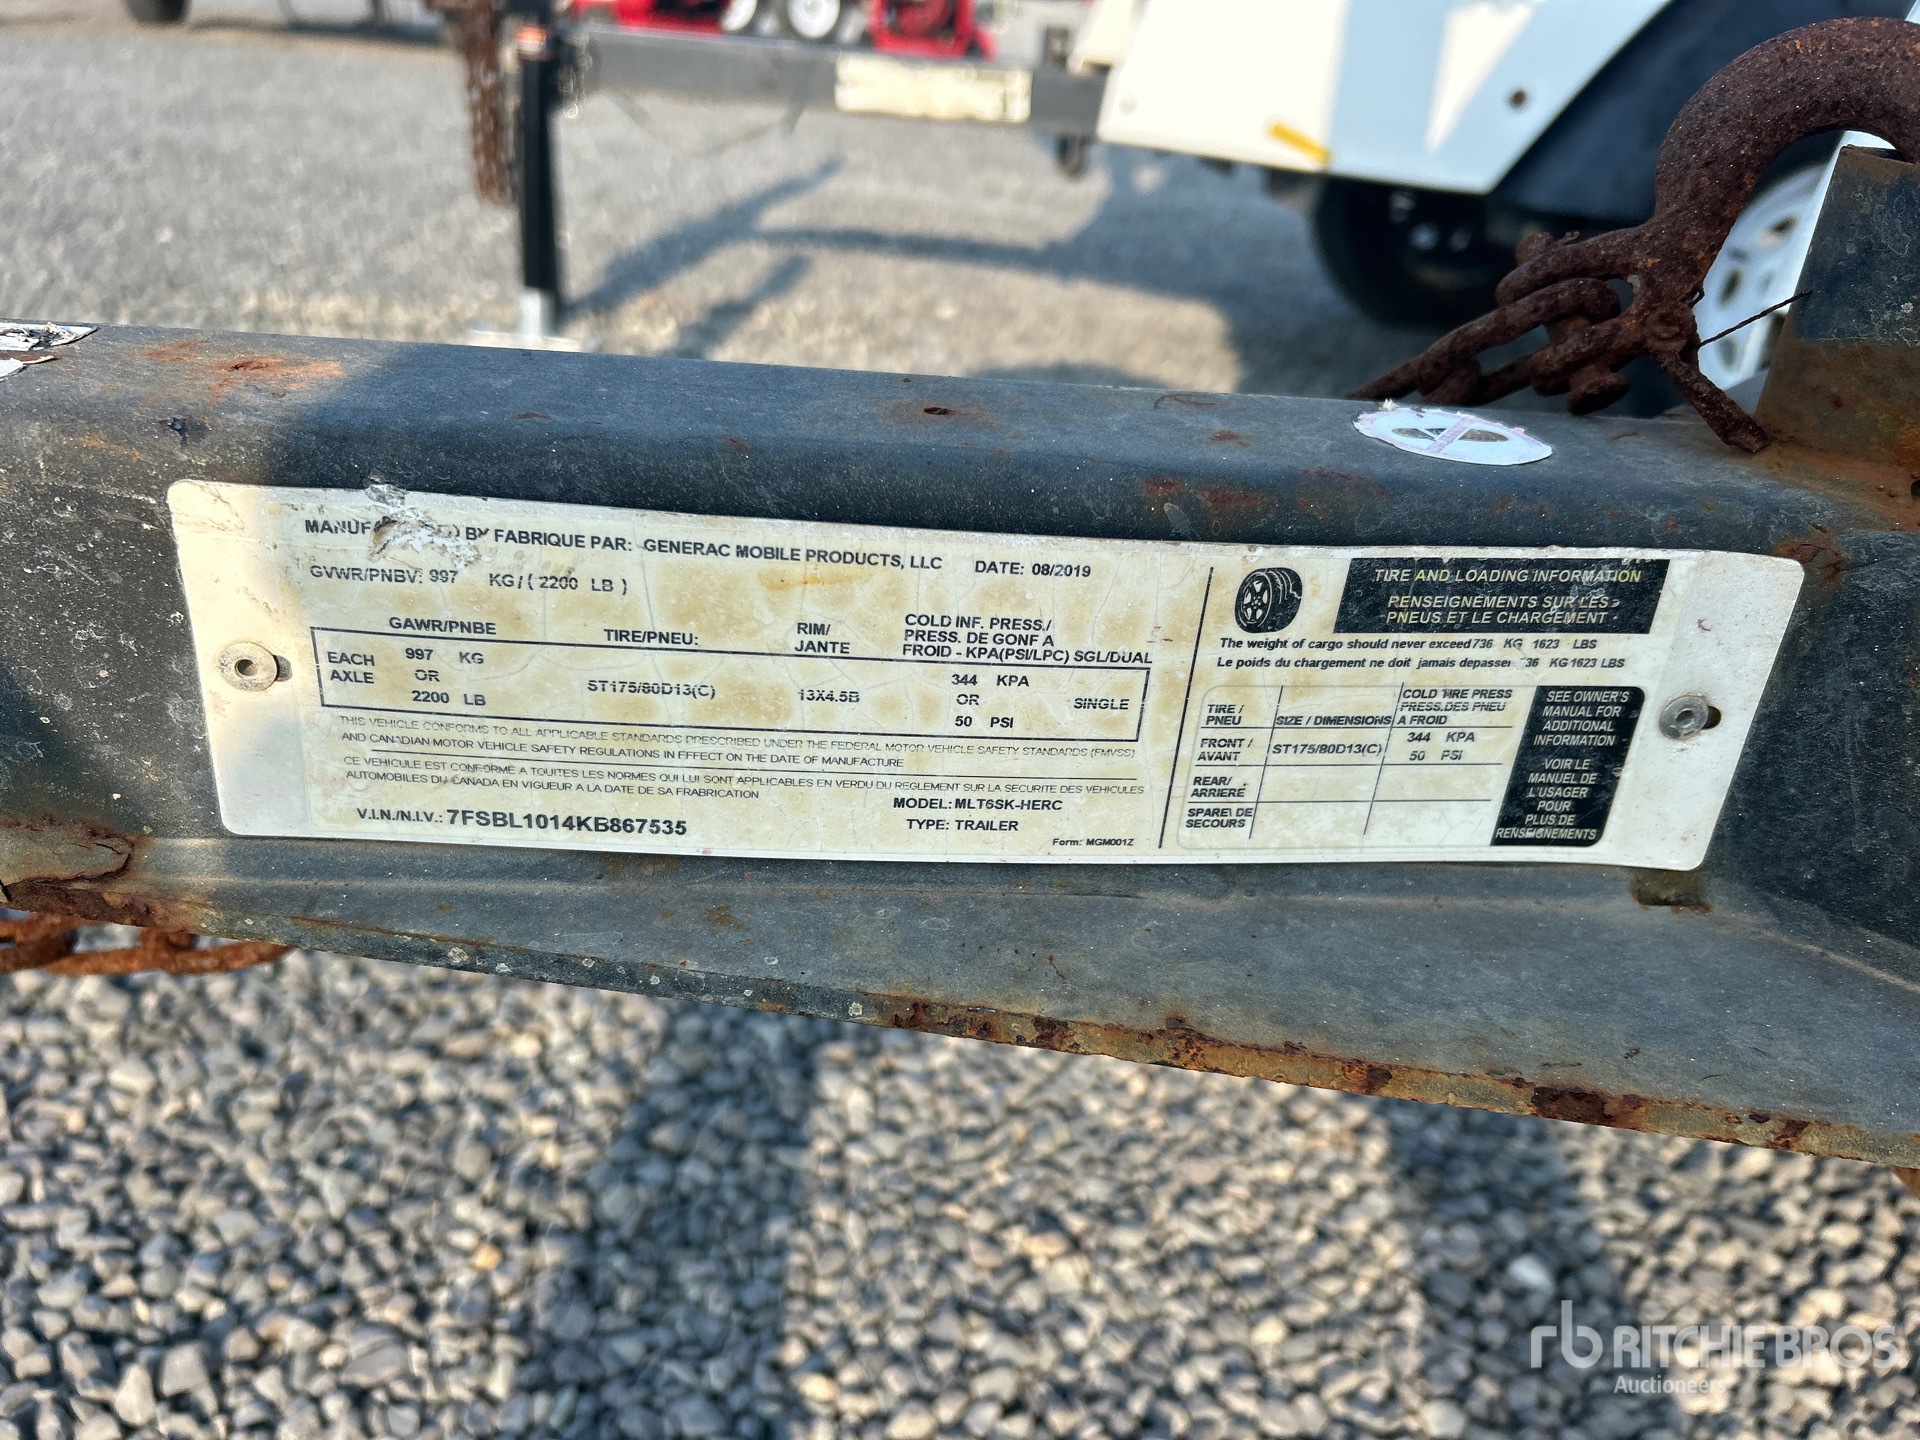 MANUF BY FABRIQUE PAR: GENERAC MOBILE PRODUCTS, LLC DATE: 08/2019
GVWR/PNBV: 997 KG/( 2200 LB )
GAWR/PNBE TIRE/PNEU: RIM/ JANTE COLD INF. PRESS./ PRESS. DE GONF A FROID - KPA(PSI/LPC) SGL/DUAL
EACH AXLE 997 KG OR 2200 LB ST175/80D13(C) 13X4.5B 344 KPA OR 50 PSI SINGLE
THIS VEHICLE CONFORMS TO ALL APPLICABLE STANDARDS PRESCRIBED UNDER THE FEDERAL MOTOR VEHICLE SAFETY STANDARDS (FMVSS)
AND CANADIAN MOTOR VEHICLE SAFETY REGULATIONS IN EFFECT ON THE DATE OF MANUFACTURE
CE VEHICULE EST CONFORME A TOUITES LES NORMES QUI LUI SONT APPLICABLES EN VERDU DU REGLEMENT SUR LA SECURITE DES VEHICULES
AUTOMOBILES DU CANADA EN VIGUEUR A LA DATE DE SA FRABRICATION
MODEL: MLT6SK-HERC
V.I.N./N.I.V.: 7FSBL1014KB867535 TYPE: TRAILER
Form: MGM001Z
TIRE AND LOADING INFORMATION
RENSEIGNEMENTS SUR LES
PNEUS ET LE CHARGEMENT
The weight of cargo should never exceed 736 KG 1623 LBS
Le poids du chargement ne doit jamais depasser 36 KG 1623 LBS
TIRE / PNEU SIZE / DIMENSIONS COLD TIRE PRESS PRESS.DES PNEU A FROID
FRONT / AVANT ST175/80D13(C) 344 KPA 50 PSI
REAR/ ARRIERE
SPARE\ DE SECOURS
SEE OWNER'S
MANUAL FOR
ADDITIONAL
INFORMATION
VOIR LE
MANUEL DE
L'USAGER
POUR
PLUS DE
RENSEIGNEMENTS
rb RITCHIE BROS
Auctioneers